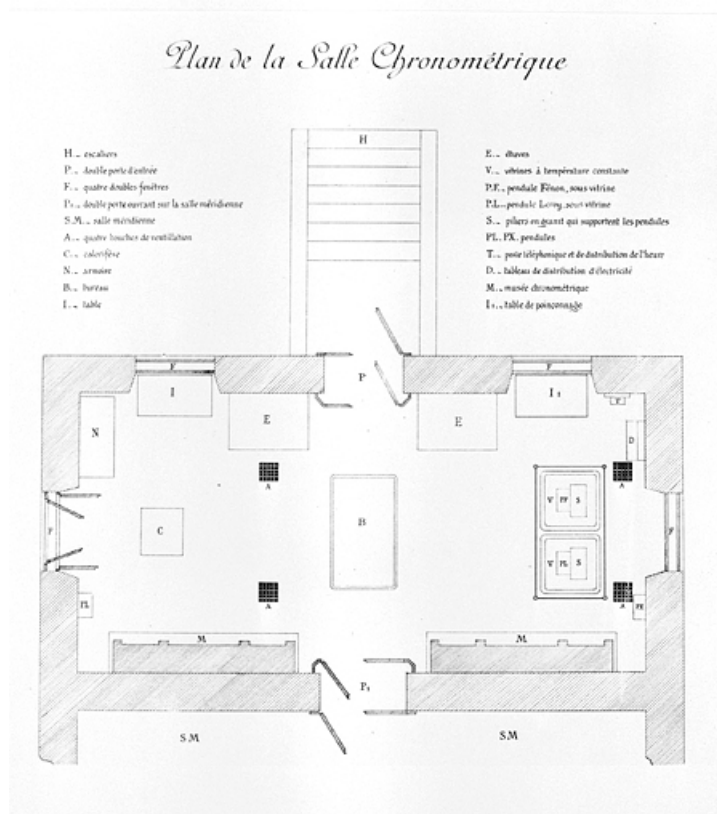 Plan de la Salle Chronométrique
H... escaliers
P... double porte d'entrée
F... quatre doubles fenêtres
P1... double porte ouvrant sur la salle méridienne
S.M... salle méridienne
A... quatre bouches de ventilation
C... calorifère
N... armoire
B... bureau
I... table
E... étuves
V... vitrines à température constante
P.F... pendule Fénon, sous vitrine
P.L... pendule Leroy, sous vitrine
S... piliers en granit qui supportent les pendules
PL. PX. pendules
T... poste téléphonique et de distribution de l'heure
D... tableau de distribution d'électricité
M... musée chronométrique
I1... table de poinçonnage
H
P
F
F
I
I1
N
E
E
D
A
A
V PF S
F
C
B
F
V PL S
A
A
PL
M
M
P1
S.M
S.M